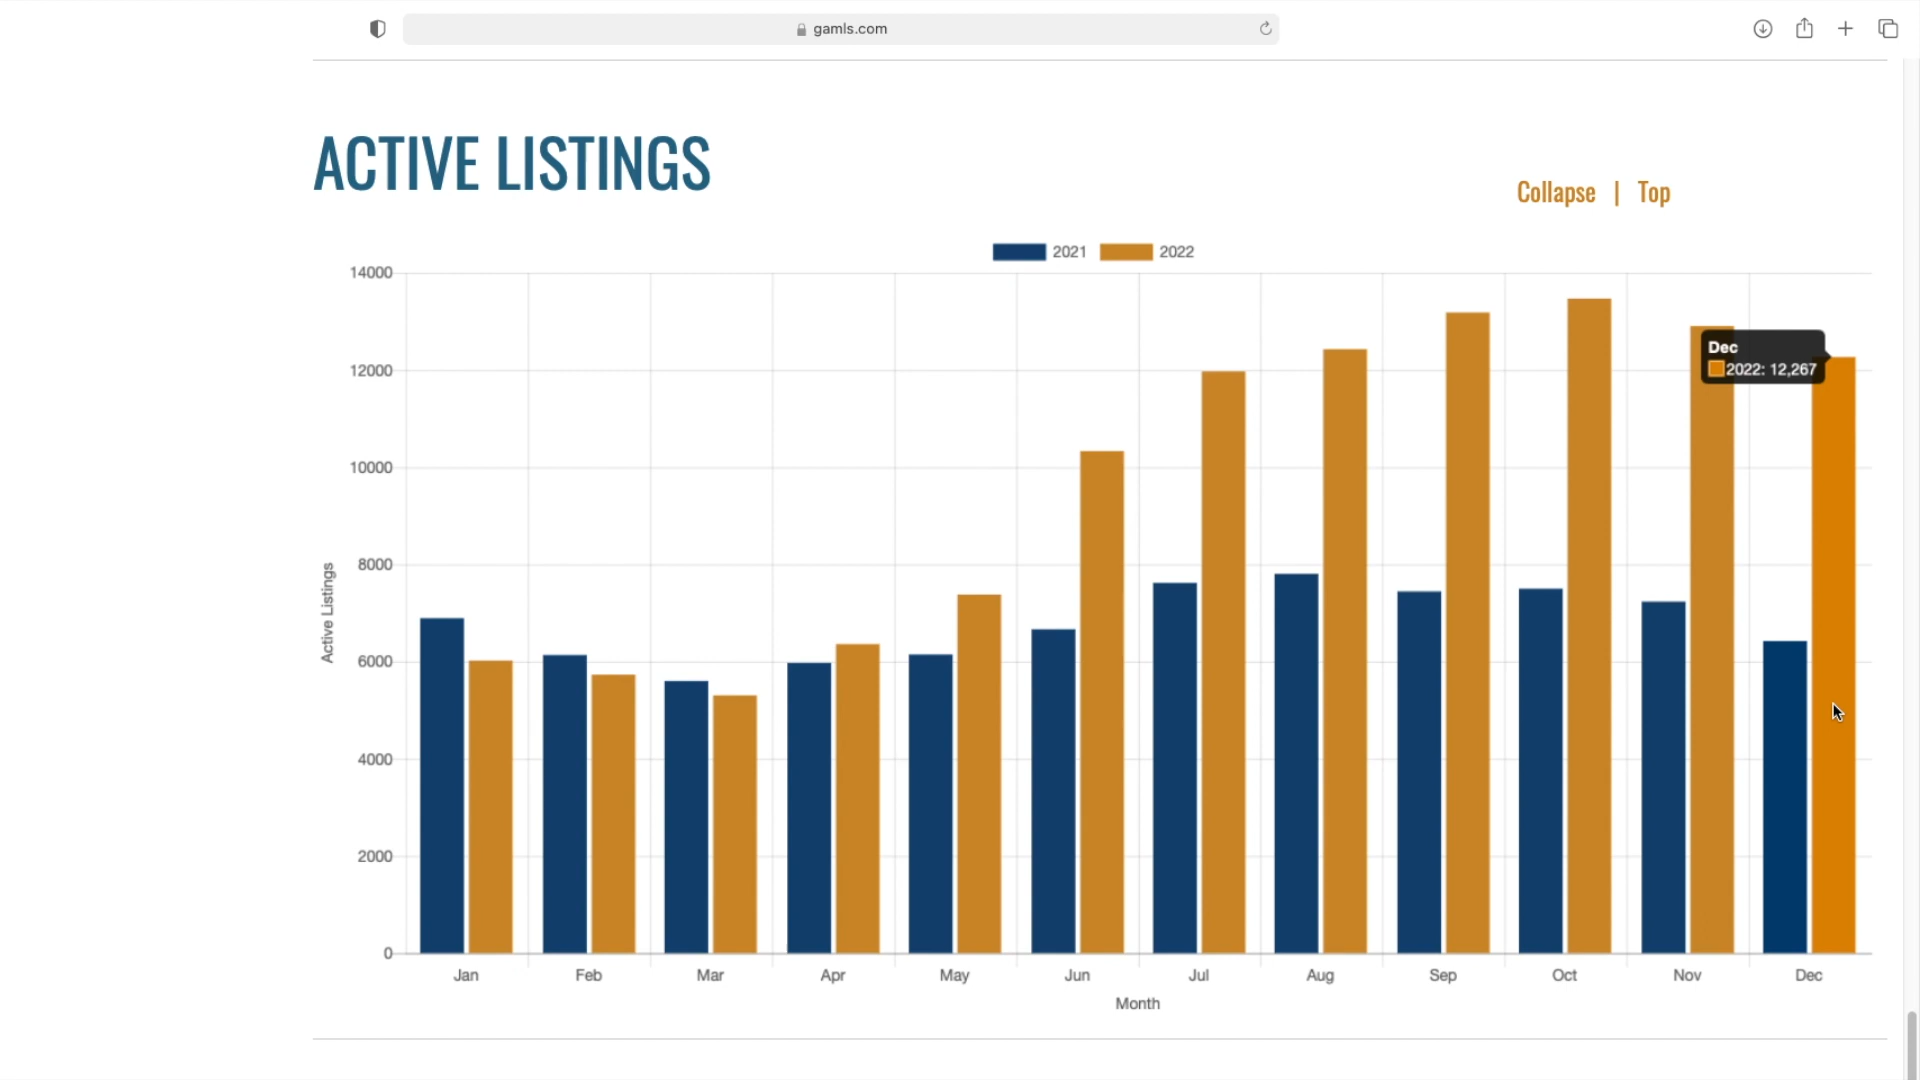 gamls.com
ACTIVE LISTINGS
Collapse | Top
2021 2022
14000
12000
10000
8000
6000
4000
2000
0
Active Listings
Dec
2022: 12,267
Jan Feb Mar Apr May Jun Jul Aug Sep Oct Nov Dec
Month